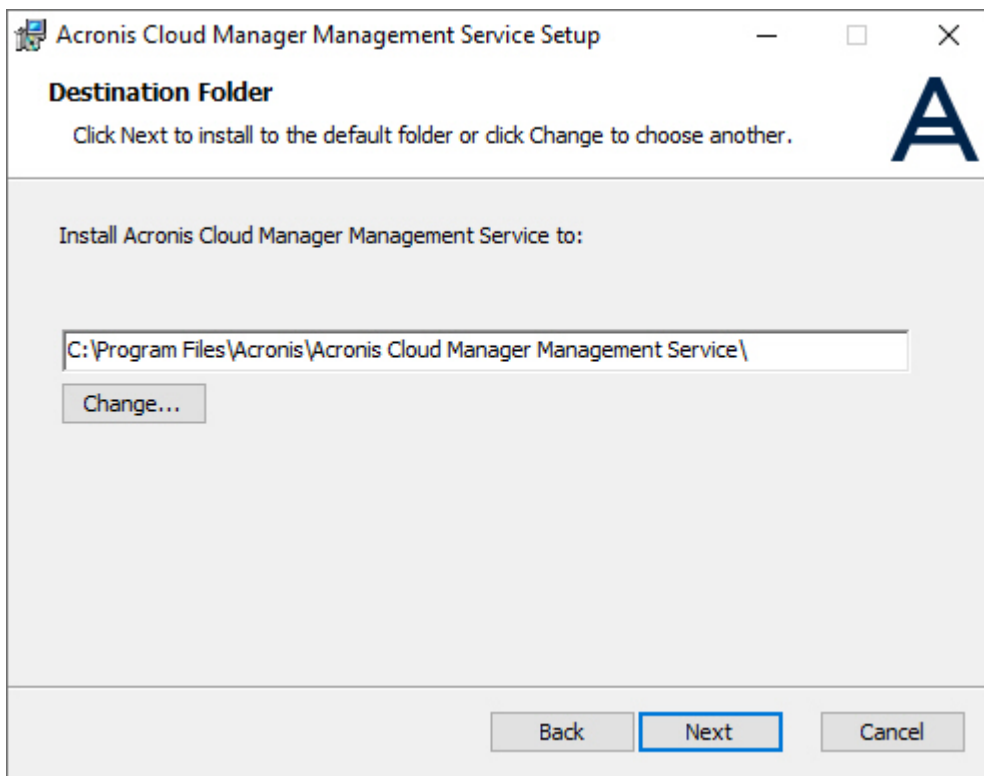 Acronis Cloud Manager Management Service Setup
Destination Folder
Click Next to install to the default folder or click Change to choose another.
Install Acronis Cloud Manager Management Service to:
C:\Program Files\Acronis\Acronis Cloud Manager Management Service\
Change...
Back Next Cancel